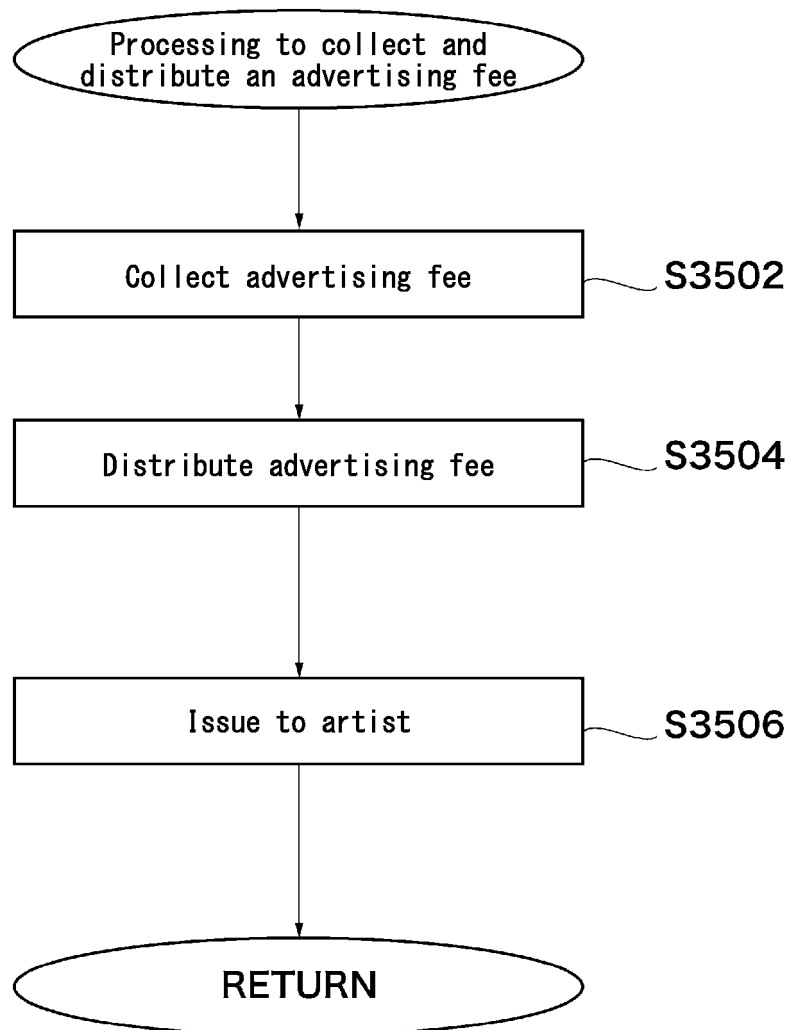 Processing to collect and
distribute an advertising fee
Collect advertising fee
S3502
Distribute advertising fee
S3504
Issue to artist
S3506
RETURN